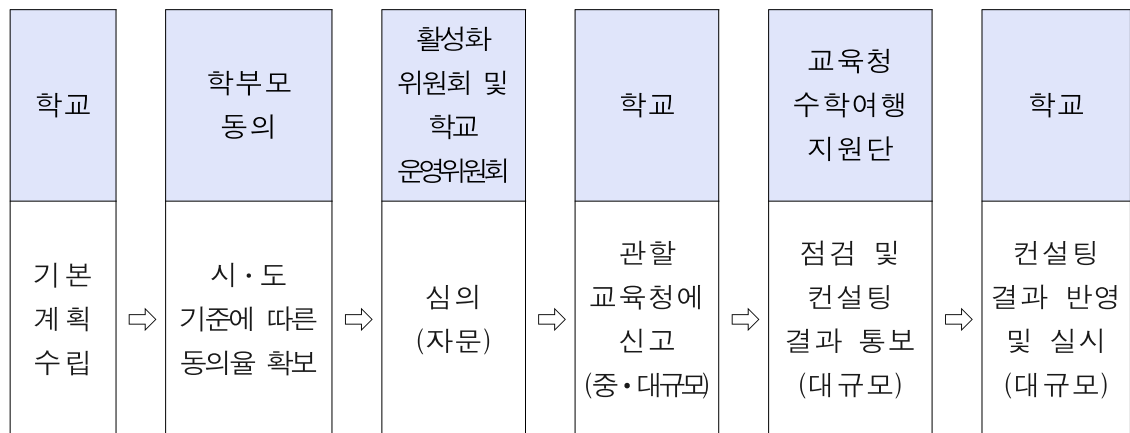 학교
기본
계획
수립
⇨
학부모
동의
시·도
기준에 따른
동의율 확보
⇨
활성화
위원회 및
학교
운영위원회
심의
(자문)
⇨
학교
관할
교육청에
신고
(중·대규모)
⇨
교육청
수학여행
지원단
점검 및
컨설팅
결과 통보
(대규모)
⇨
학교
컨설팅
결과 반영
및 실시
(대규모)